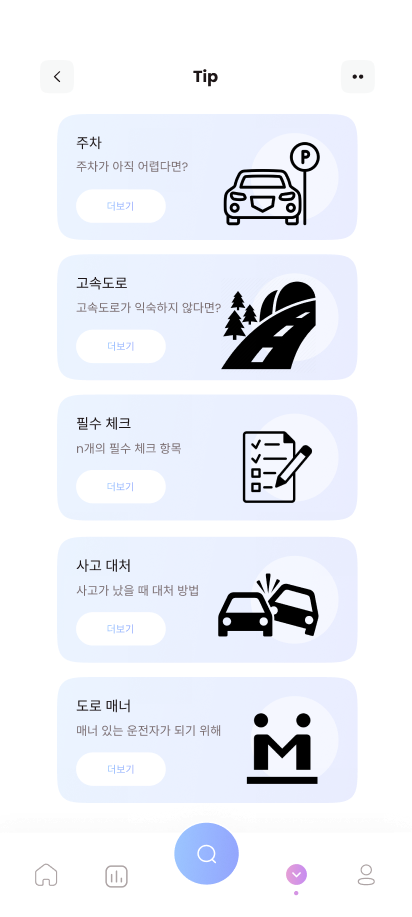 Tip
주차
주차가 아직 어렵다면?
더보기
P
고속도로
고속도로가 익숙하지 않다면?
더보기
필수 체크
n개의 필수 체크 항목
더보기
사고 대처
사고가 났을 때 대처 방법
더보기
도로 매너
매너 있는 운전자가 되기 위해
더보기